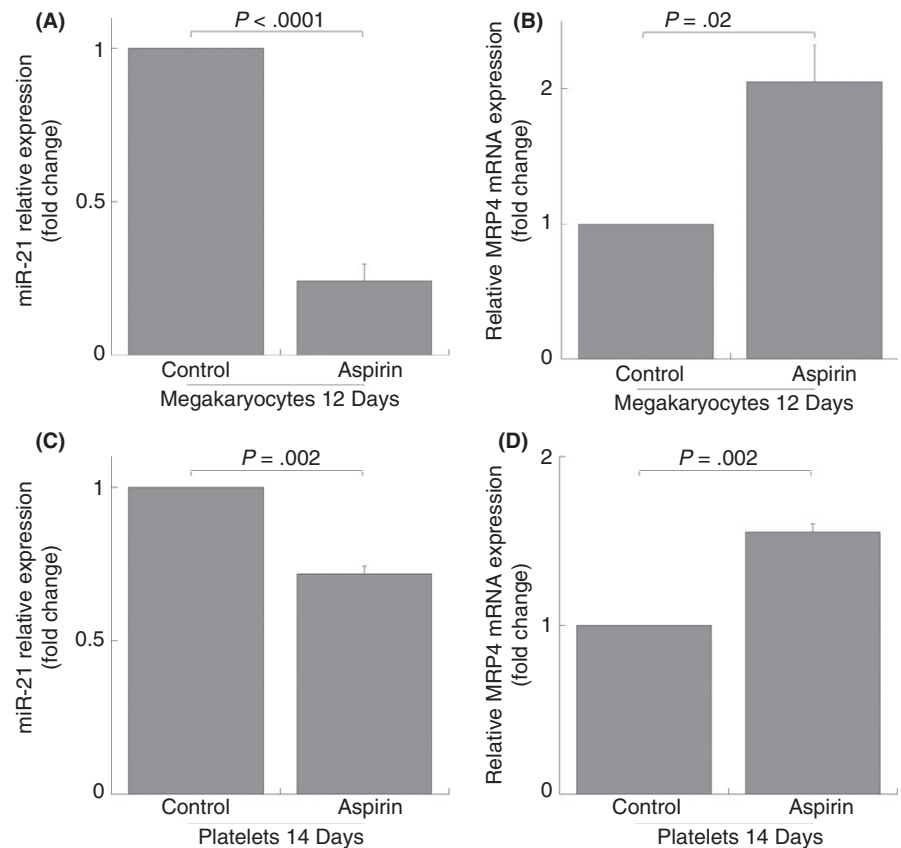 (A)
P < .0001
miR-21 relative expression
(fold change)
1
0.5
0
Control Aspirin
Megakaryocytes 12 Days
(B)
P = .02
Relative MRP4 mRNA expression
(fold change)
2
1
0
Control Aspirin
Megakaryocytes 12 Days
(C)
P = .002
miR-21 relative expression
(fold change)
1
0.5
0
Control Aspirin
Platelets 14 Days
(D)
P = .002
Relative MRP4 mRNA expression
(fold change)
2
1
0
Control Aspirin
Platelets 14 Days